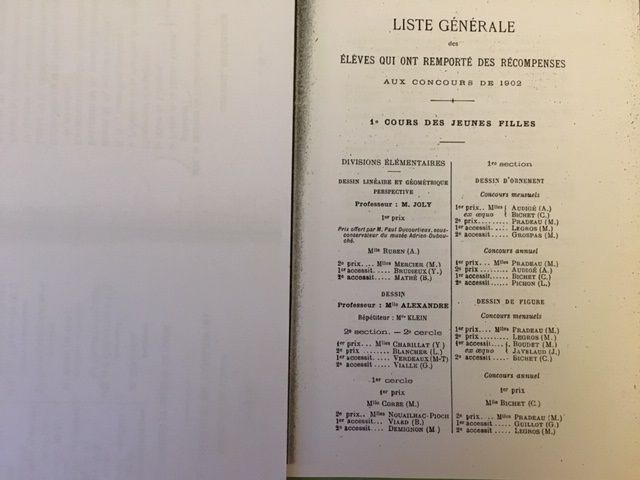 LISTE GÉNÉRALE
des
ÉLÈVES QUI ONT REMPORTÉ DES RÉCOMPENSES
AUX CONCOURS DE 1902
1o COURS DES JEUNES FILLES
DIVISIONS ÉLÉMENTAIRES
DESSIN LINÉAIRE ET GÉOMÉTRIQUE
PERSPECTIVE
Professeur : M. JOLY
1er prix
Prix offert par M. Paul Ducourtieux, sous-
conservateur du musée Adrien-Dubou-
ché.
Mlle RUBEN (A.)
2e prix.... Mlles MERCIER (M.)
1er accessit.... BRUDIEUX (Y.)
2e accessit..... MATHÉ (B.)
DESSIN
Professeur : Mlle ALEXANDRE
Répétiteur : Mlle KLEIN
2e section. — 2e cercle
1er prix.... Mlles CHARILLAT (Y.)
2e prix ........ BLANCHER (L.)
1er accessit.... VERDEAUX (M-T)
2e accessit..... VIALLE (G.)
1er cercle
1er prix
Mlle CORBE (M.)
2e prix.. Mlles NOUAILHAC-PIOCH
1er accessit... VIARD (B.)
2e accessit.... DEMIGNON (M.)
1re section
DESSIN D'ORNEMENT
Concours mensuels
1er prix.. Mlles { AUDIGÉ (A.)
ex æquo { BICHET (C.)
2e prix......... PRADEAU (M.)
1er accessit..... LEGROS (M.)
2e accessit..... GROSPAS (M.)
Concours annuel
1er prix... Mlles PRADEAU (M.)
2e prix......... AUDIGÉ (A.)
1er accessit..... BICHET (C.)
2e accessit..... PICHON (L.)
DESSIN DE FIGURE
Concours mensuels
1er prix... Mlles PRADEAU (M.)
2e prix......... LEGROS (M.)
1er accessit.... { BOUDET (M.)
ex æquo { JAVELAUD (J.)
2e accessit..... BICHET (C.)
Concours annuel
1er prix
Mlle BICHET (C.)
2e prix.... Mlles PRADEAU (M.)
1er accessit..... GUILLOT (G.)
2e accessit..... LEGROS (M.)